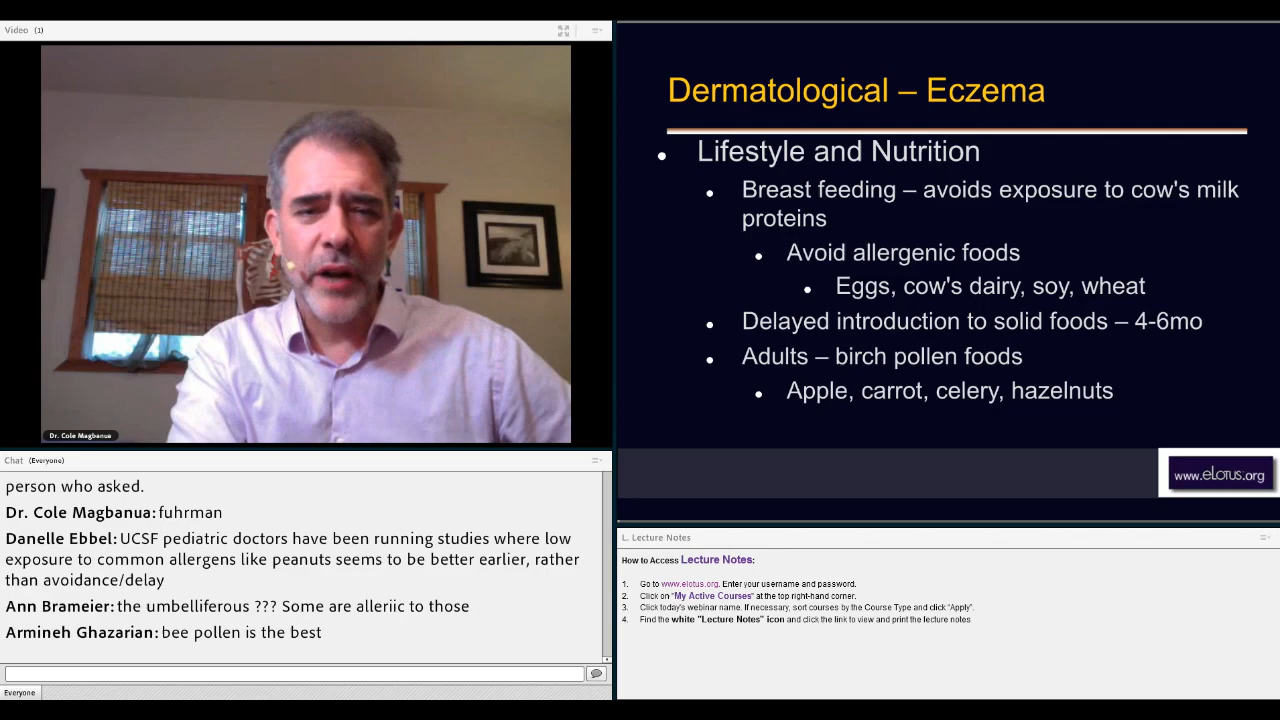 Video (1)
Dr. Cole Magbanua
Dermatological – Eczema
• Lifestyle and Nutrition
• Breast feeding – avoids exposure to cow's milk
proteins
• Avoid allergenic foods
• Eggs, cow's dairy, soy, wheat
• Delayed introduction to solid foods – 4-6mo
• Adults – birch pollen foods
• Apple, carrot, celery, hazelnuts
www.eLotus.org
Chat (Everyone)
person who asked.
Dr. Cole Magbanua: fuhrman
Danelle Ebbel: UCSF pediatric doctors have been running studies where low
exposure to common allergens like peanuts seems to be better earlier, rather
than avoidance/delay
Ann Brameier: the umbelliferous ??? Some are alleriic to those
Armineh Ghazarian: bee pollen is the best
Everyone
L. Lecture Notes
How to Access Lecture Notes:
1. Go to www.elotus.org. Enter your username and password.
2. Click on "My Active Courses" at the top right-hand corner.
3. Click today's webinar name. If necessary, sort courses by the Course Type and click "Apply".
4. Find the white "Lecture Notes" icon and click the link to view and print the lecture notes